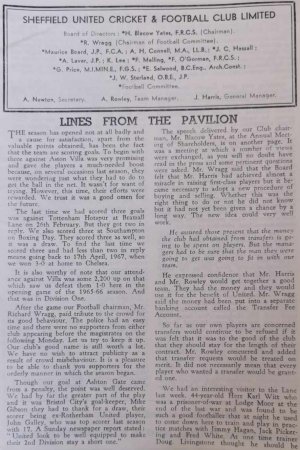 SHEFFIELD UNITED CRICKET & FOOTBALL CLUB LIMITED
Board of Directors : *H. Blacow Yates, F.R.C.S. (Chairman).
*R. Wragg (Chairman of Football Committee).
*Maurice Board, J.P., F.C.A. ; A. H. Connell, M.A., LL.B. ; *J. C. Hassall ;
*A. Laver, J.P. ; K. Lee ; *F. Melling, *F. O'Gorman, F.R.C.S. ;
*G. Price, M.I.MIN.E., F.G.S. ; E. Salwood, B.C.Eng., Arch.Const. ;
*J. W. Sterland, O.B.E., J.P.
*Football Committee.
A. Newton, Secretary. A. Rowley, Team Manager. J. Harris, General Manager.
LINES FROM THE PAVILION
THE season has opened not at all badly and
a cause for satisfaction, apart from the
valuable points obtained, has been the fact
that the team are scoring goals. To begin with
three against Aston Villa was very promising
and gave the players a much-needed boost
because, on several occasions last season, they
were wondering just what they had to do to
get the ball in the net. It wasn't for want of
trying. However, this time, their efforts were
rewarded. We trust it was a good omen for
the future.
The last time we had scored three goals
was against Tottenham Hotspur at Bramall
Lane on 26th February. But they got two in
reply. We also scored three at Southampton
on 16th December but got three as well, so
it was a draw. To find the last time we
scored three and had less than two in reply
means going back to 17th April, 1967, when
we won 3-0 at home to Chelsea.
It is also worthy of note that our attend-
ance against Villa was some 2,200 up on that
which saw us defeat them 1-0 here in the
opening game of the 1965-66 season. And
that was in Division One.
After the game our Football chairman, Mr.
Richard Wragg, paid tribute to the crowd for
its good behaviour. The police had an easy
time and there were no supporters from either
club appearing before the magistrates on the
following Monday. Let us try to keep it up.
Our club's good name is still worth a lot.
We have no wish to attract publicity as a
result of crowd misbehaviour. It is a pleasure
to be able to thank you supporters for the
orderly manner in which the season began.
Though our goal at Ashton Gate came
from a penalty, the point was well deserved.
We had by far the greater part of the play
and it was Bristol City's goal-keeper, Mike
Gibson they had to thank for a draw, their
scorer being ex-Rotherham United player,
John Galley, who was top scorer last season
with 17. A Sunday newspaper report stated :
"United look to be well equipped to make
their 2nd Division stay a short one."
The speech delivered by our Club chair-
man, Mr. Blacow Yates, at the Annual Meet-
ing of Shareholders, is on another page. It
was a meeting at which a number of views
were exchanged, as you will no doubt have
read in the press and some pertinent questions
were asked. Mr. Wragg said that the Board
felt that Mr. Harris had achieved almost a
miracle in raising first-class players but it be-
came necessary to adopt a new procedure of
buying and selling. Whether this was the
right thing to do or not he did not know
but it had not yet been given a chance by a
long way. The new idea could very well
work.
He assured those present that the money
the club had obtained from transfers is go-
ing to be spent on players. But the mana-
gers had to be sure that the men they were
going to get was going to fit in with our
team.
He expressed confidence that Mr. Harris
and Mr. Rowley would get together a good
team. They had the money and they would
use it for the benefit of United. Mr. Wragg
said the money had been put into a separate
banking account called the Transfer Fee
Account.
So far as our own players are concerned
transfers would continue to be refused if it
was felt that it was to the good of the club
that they should stay for the length of their
contract. Mr. Rowley concurred and added
that transfer requests would be treated on
merit. It did not necessarily mean that every
player who wanted a transfer would be grant-
ed one.
We had an interesting visitor to the Lane
last week. 44-year-old Herr Karl Witt who
was a prisoner-of-war at Lodge Moor at the
end of the last war and was found to be
such a good footballer that at night he used
to come down here to train and play in prac-
tice matches with Jimmy Hagan, Jock Picker-
ing and Fred White. At one time trainer
Doug Livingstone thought he should be